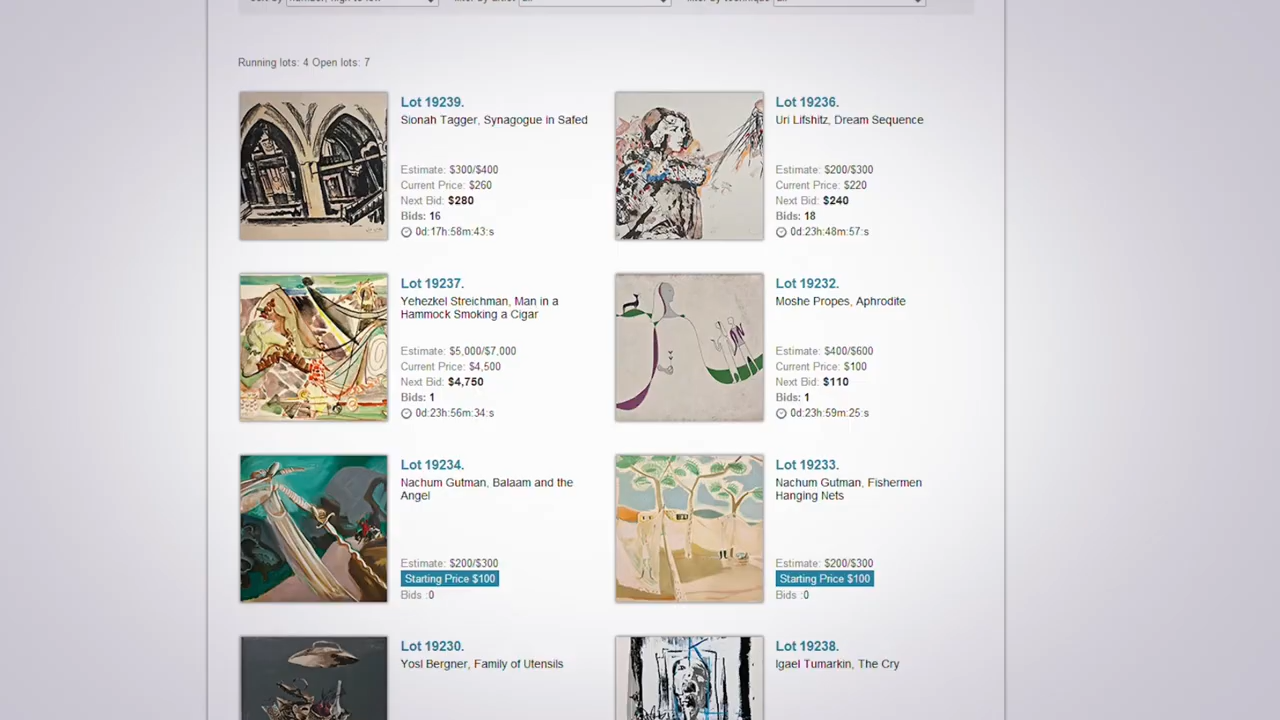 Running lots: 4 Open lots: 7
Lot 19239.
Sionah Tagger, Synagogue in Safed
Estimate: $300/$400
Current Price: $260
Next Bid: $280
Bids: 16
0d:17h:58m:43:s
Lot 19236.
Uri Lifshitz, Dream Sequence
Estimate: $200/$300
Current Price: $220
Next Bid: $240
Bids: 18
0d:23h:48m:57:s
Lot 19237.
Yehezkel Streichman, Man in a
Hammock Smoking a Cigar
Estimate: $5,000/$7,000
Current Price: $4,500
Next Bid: $4,750
Bids: 1
0d:23h:56m:34:s
Lot 19232.
Moshe Propes, Aphrodite
Estimate: $400/$600
Current Price: $100
Next Bid: $110
Bids: 1
0d:23h:59m:25:s
Lot 19234.
Nachum Gutman, Balaam and the
Angel
Estimate: $200/$300
Starting Price $100
Bids :0
Lot 19233.
Nachum Gutman, Fishermen
Hanging Nets
Estimate: $200/$300
Starting Price $100
Bids :0
Lot 19230.
Yosl Bergner, Family of Utensils
Lot 19238.
Igael Tumarkin, The Cry